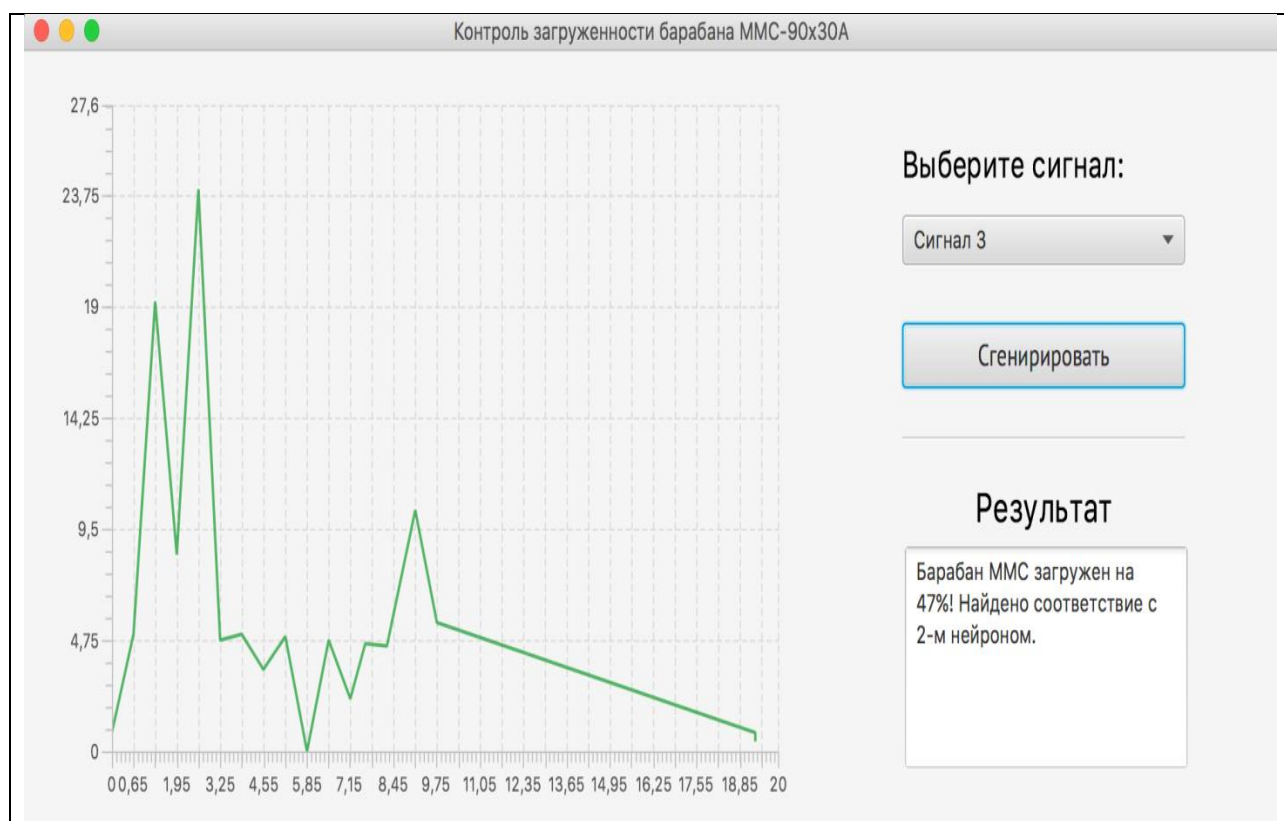 Контроль загруженности барабана ММС-90х30А
27,6
23,75
19
14,25
9,5
4,75
0
0 0,65 1,95 3,25 4,55 5,85 7,15 8,45 9,75 11,05 12,35 13,65 14,95 16,25 17,55 18,85 20
Выберите сигнал:
Сигнал 3
Сгенирировать
Результат
Барабан ММС загружен на
47%! Найдено соответствие с
2-м нейроном.